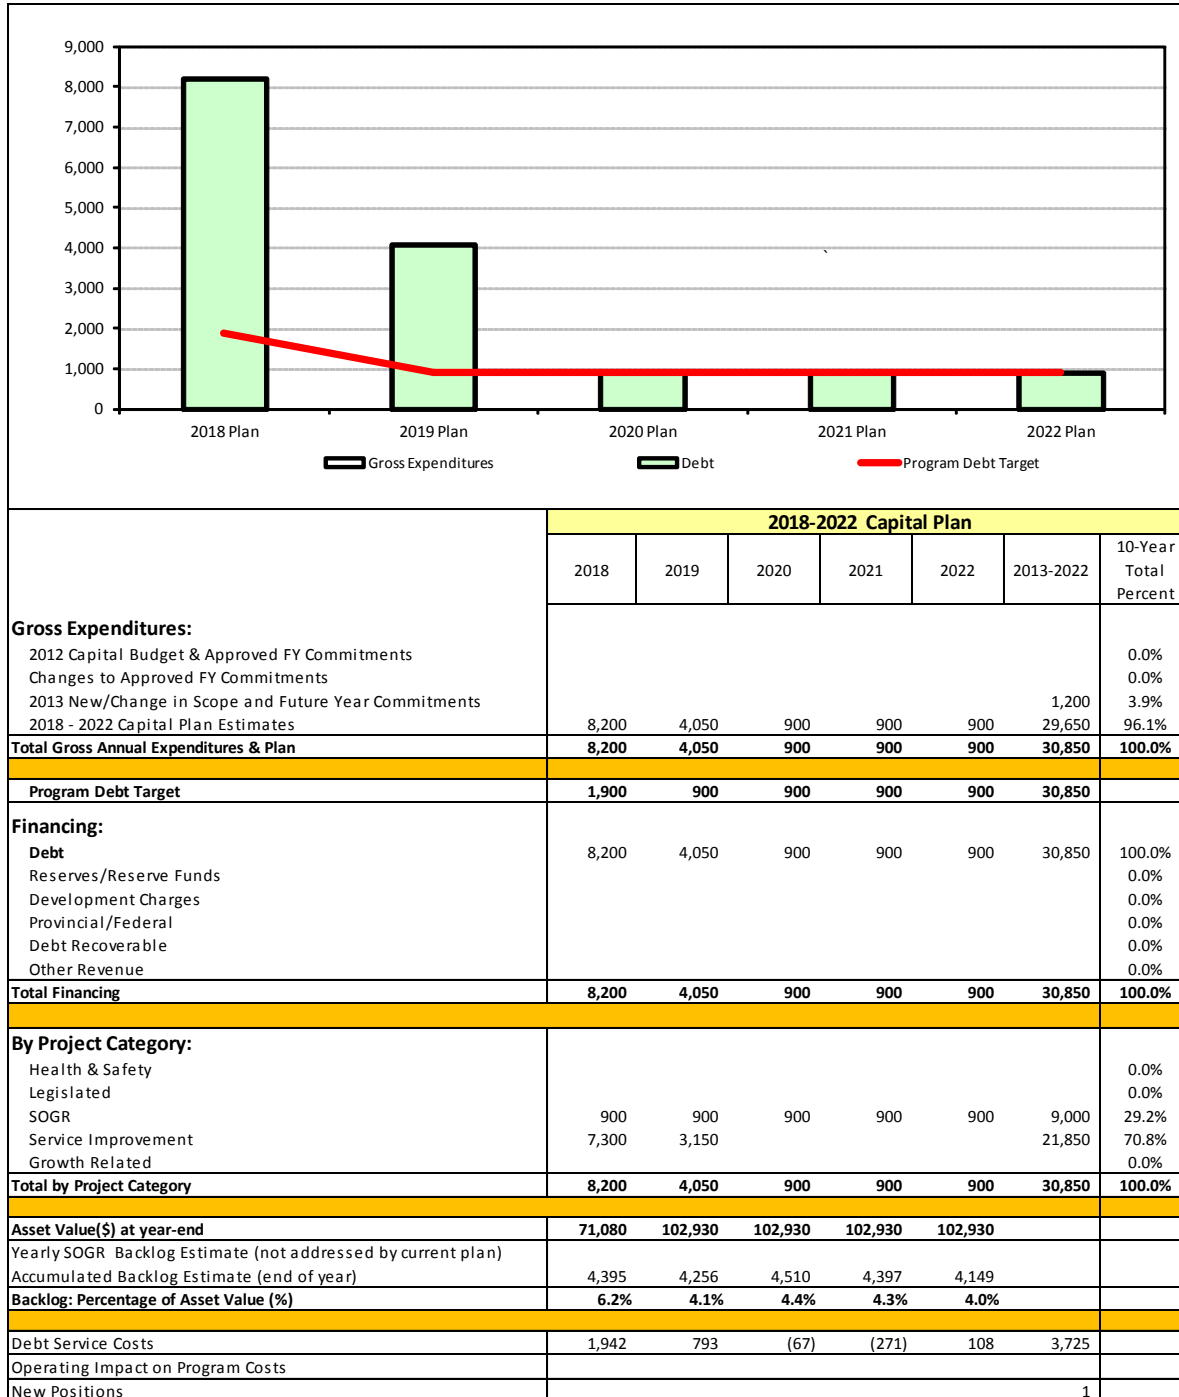 9,000
8,000
7,000
6,000
5,000
4,000
3,000
2,000
1,000
0
2018 Plan 2019 Plan 2020 Plan 2021 Plan 2022 Plan
Gross Expenditures Debt Program Debt Target
2018-2022 Capital Plan
2018 2019 2020 2021 2022 2013-2022 10-Year Total Percent
Gross Expenditures:
2012 Capital Budget & Approved FY Commitments 0.0%
Changes to Approved FY Commitments 0.0%
2013 New/Change in Scope and Future Year Commitments 1,200 3.9%
2018 - 2022 Capital Plan Estimates 8,200 4,050 900 900 900 29,650 96.1%
Total Gross Annual Expenditures & Plan 8,200 4,050 900 900 900 30,850 100.0%
Program Debt Target 1,900 900 900 900 900 30,850
Financing:
Debt 8,200 4,050 900 900 900 30,850 100.0%
Reserves/Reserve Funds 0.0%
Development Charges 0.0%
Provincial/Federal 0.0%
Debt Recoverable 0.0%
Other Revenue 0.0%
Total Financing 8,200 4,050 900 900 900 30,850 100.0%
By Project Category:
Health & Safety 0.0%
Legislated 0.0%
SOGR 900 900 900 900 900 9,000 29.2%
Service Improvement 7,300 3,150 21,850 70.8%
Growth Related 0.0%
Total by Project Category 8,200 4,050 900 900 900 30,850 100.0%
Asset Value($) at year-end 71,080 102,930 102,930 102,930 102,930
Yearly SOGR Backlog Estimate (not addressed by current plan)
Accumulated Backlog Estimate (end of year) 4,395 4,256 4,510 4,397 4,149
Backlog: Percentage of Asset Value (%) 6.2% 4.1% 4.4% 4.3% 4.0%
Debt Service Costs 1,942 793 (67) (271) 108 3,725
Operating Impact on Program Costs
New Positions 1